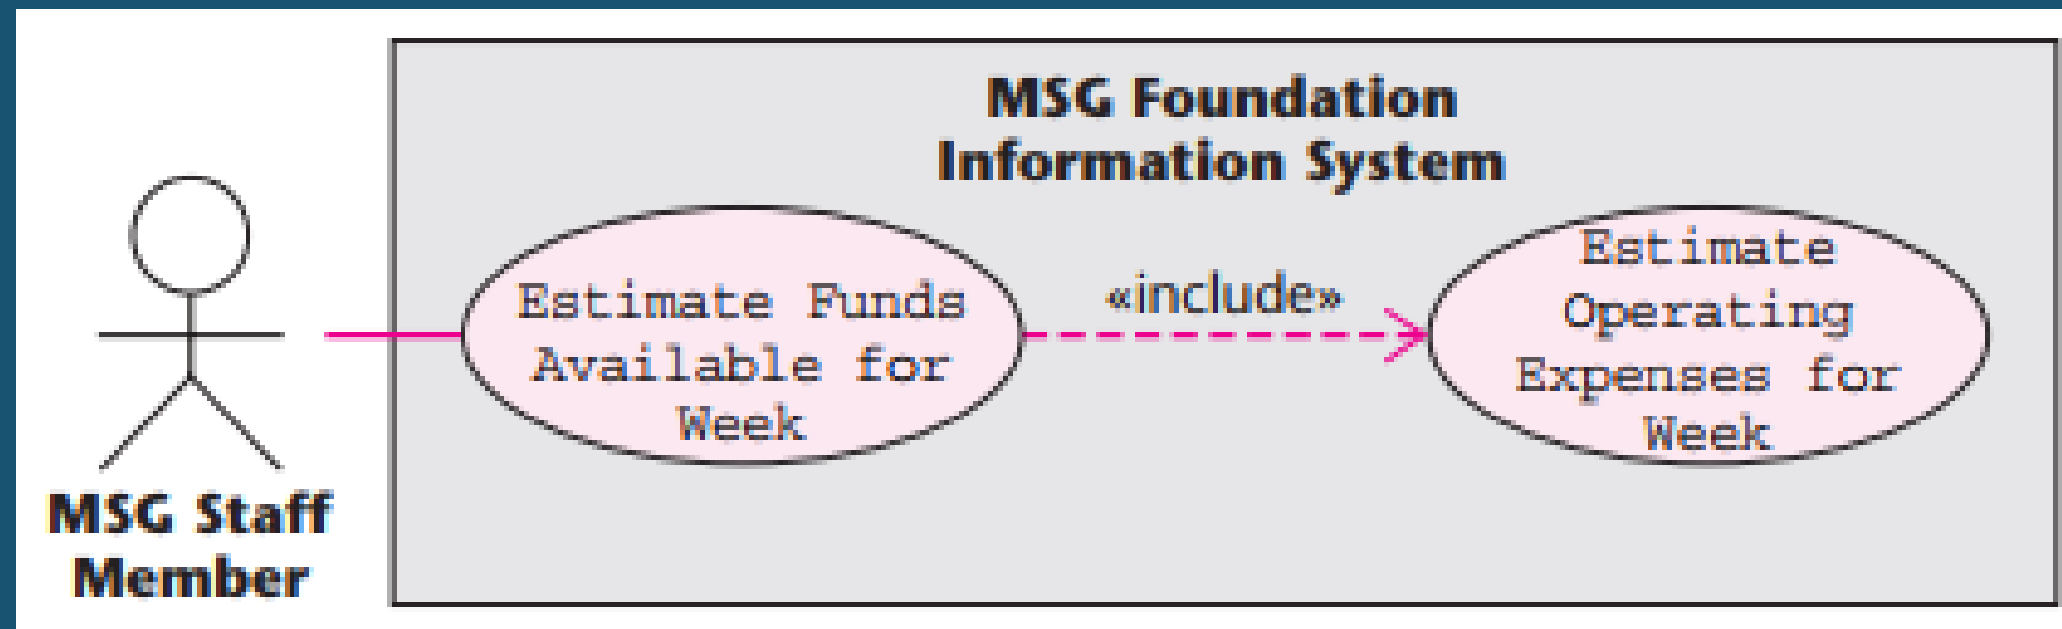 MSG Foundation
Information System
Estimate Funds
Available for
Week
«include»
Estimate
Operating
Expenses for
Week
MSG Staff
Member